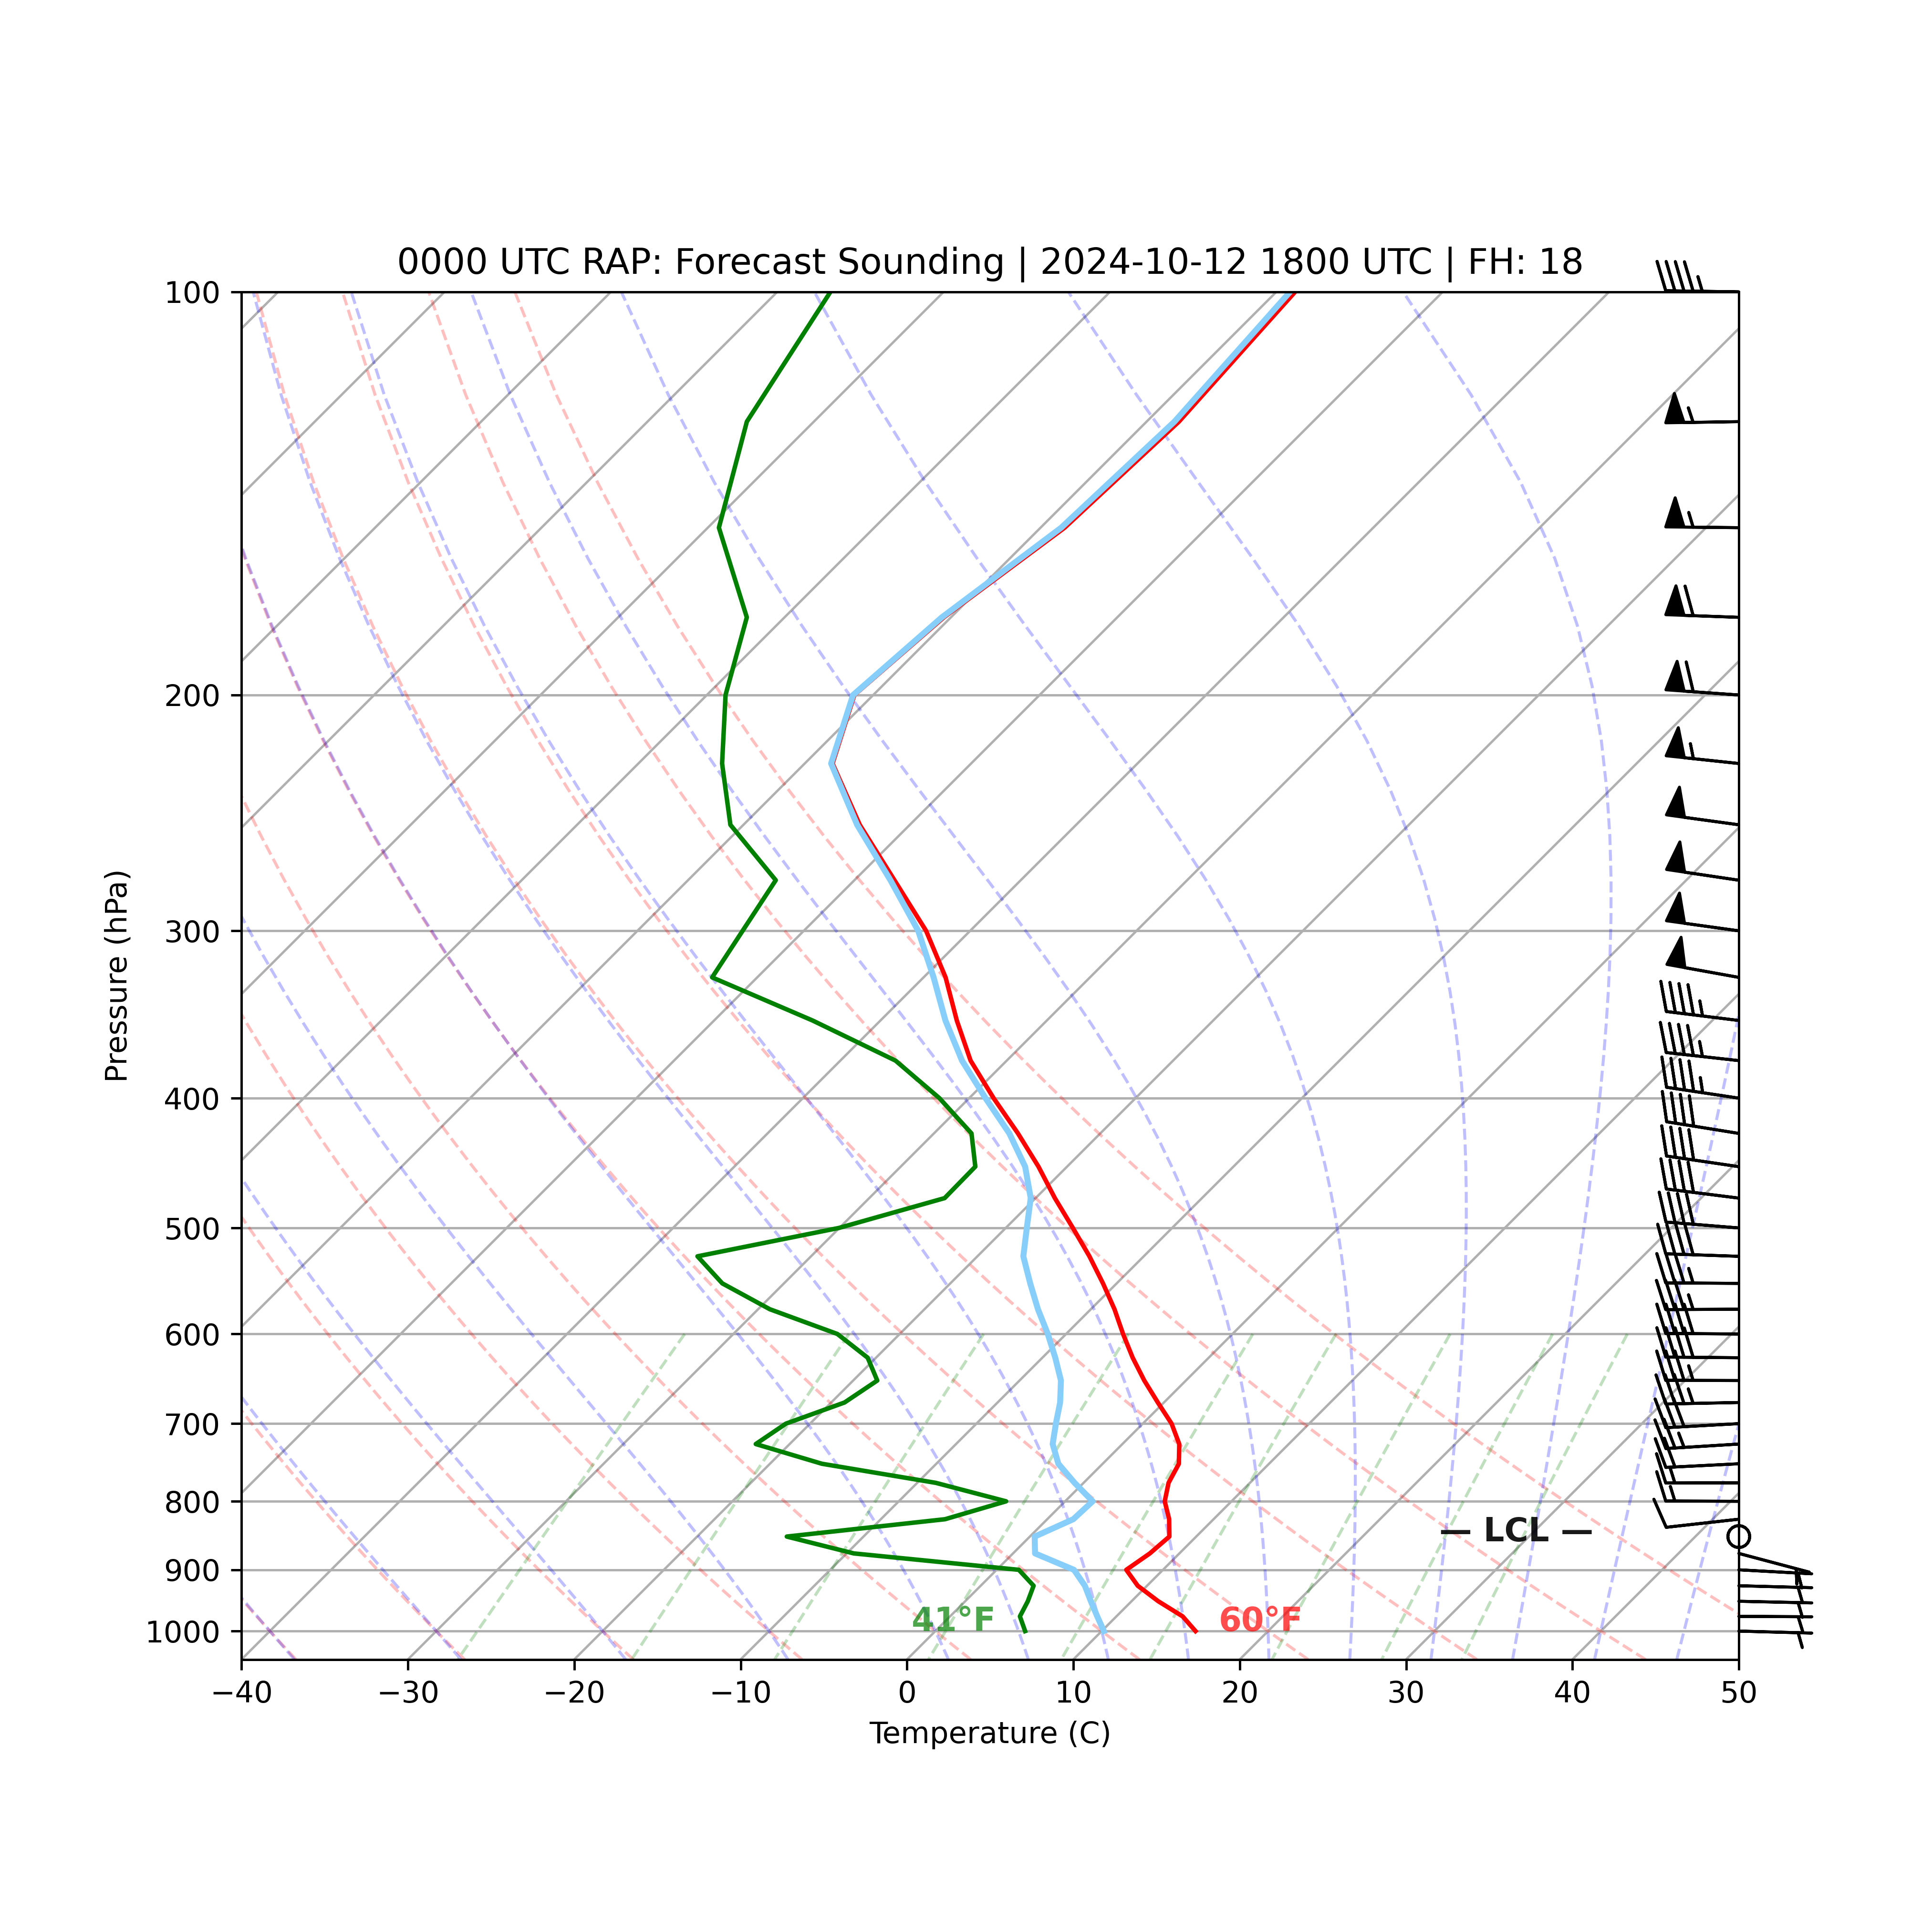 0000 UTC RAP: Forecast Sounding | 2024-10-12 1800 UTC | FH: 18
100
200
300
400
500
600
700
800
900
1000
Pressure (hPa)
— LCL —
41°F
60°F
−40 −30 −20 −10 0 10 20 30 40 50
Temperature (C)